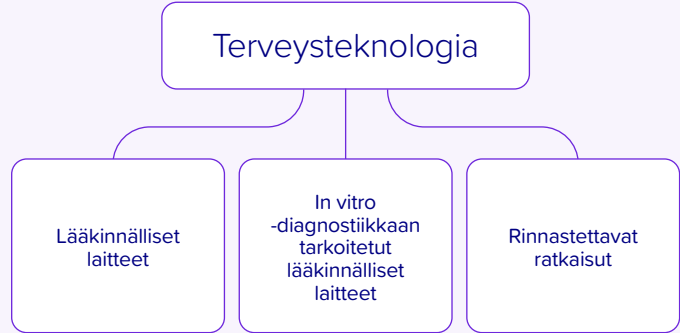 Terveysteknologia
Lääkinnälliset
laitteet
In vitro
-diagnostiikkaan
tarkoitetut
lääkinnälliset
laitteet
Rinnastettavat
ratkaisut